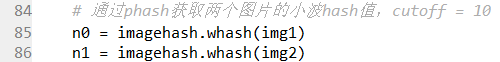 84 # 通过phash获取两个图片的小波hash值，cutoff = 10
85 n0 = imagehash.whash(img1)
86 n1 = imagehash.whash(img2)